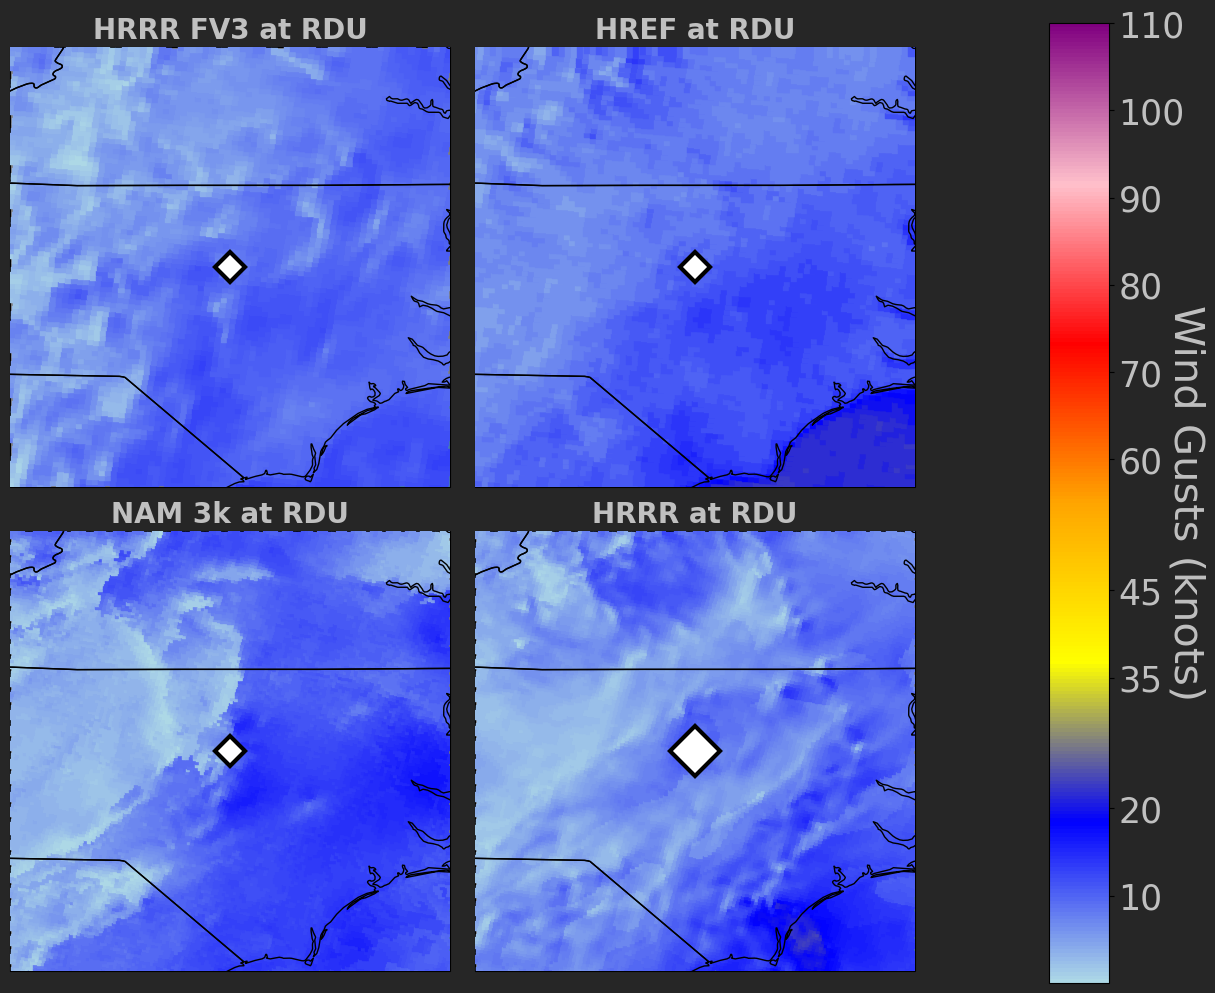 HRRR FV3 at RDU
HREF at RDU
NAM 3k at RDU
HRRR at RDU
110
100
90
80
70
60
45
35
20
10
Wind Gusts (knots)